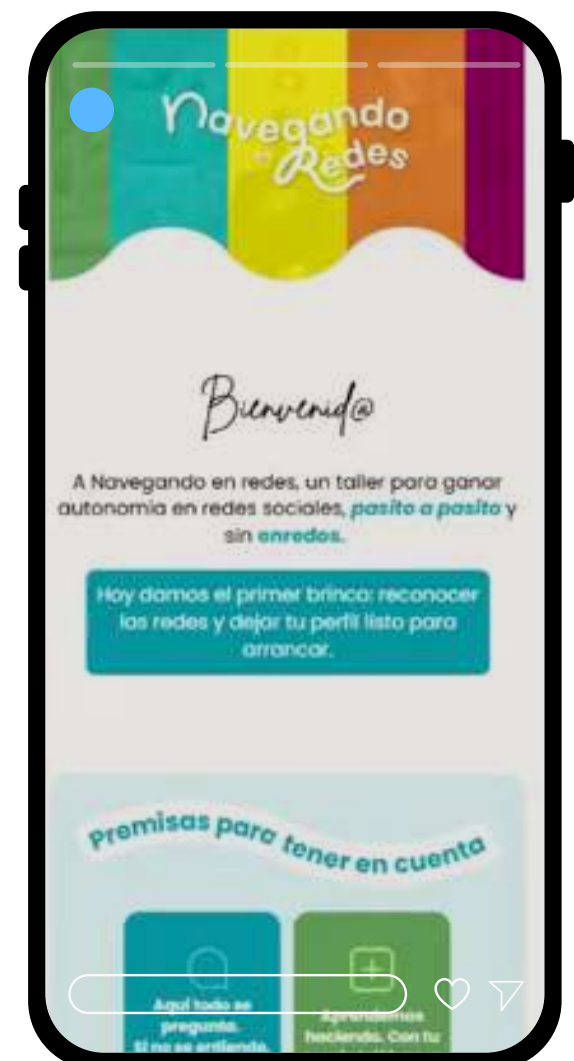 Navegando
en
Redes
Bienvenid@
A Navegando en redes, un taller para ganar
autonomía en redes sociales, pasito a pasito y
sin enredos.
Hoy damos el primer brinco: reconocer
las redes y dejar tu perfil listo para
arrancar.
Premisas para tener en cuenta
Aquí todo se
pregunta.
Si no se entiende,
Aprendemos
haciendo. Con tu